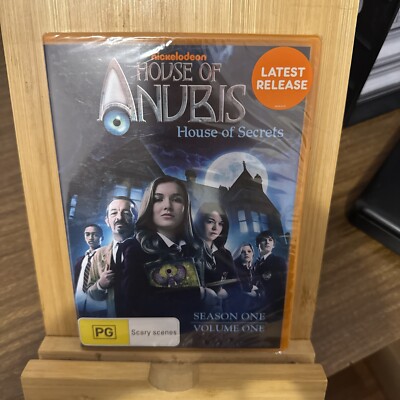 nickelodeon
HOUSE OF
ANUBIS
House of Secrets
LATEST
RELEASE
SEASON ONE
VOLUME ONE
PG
Scary scenes